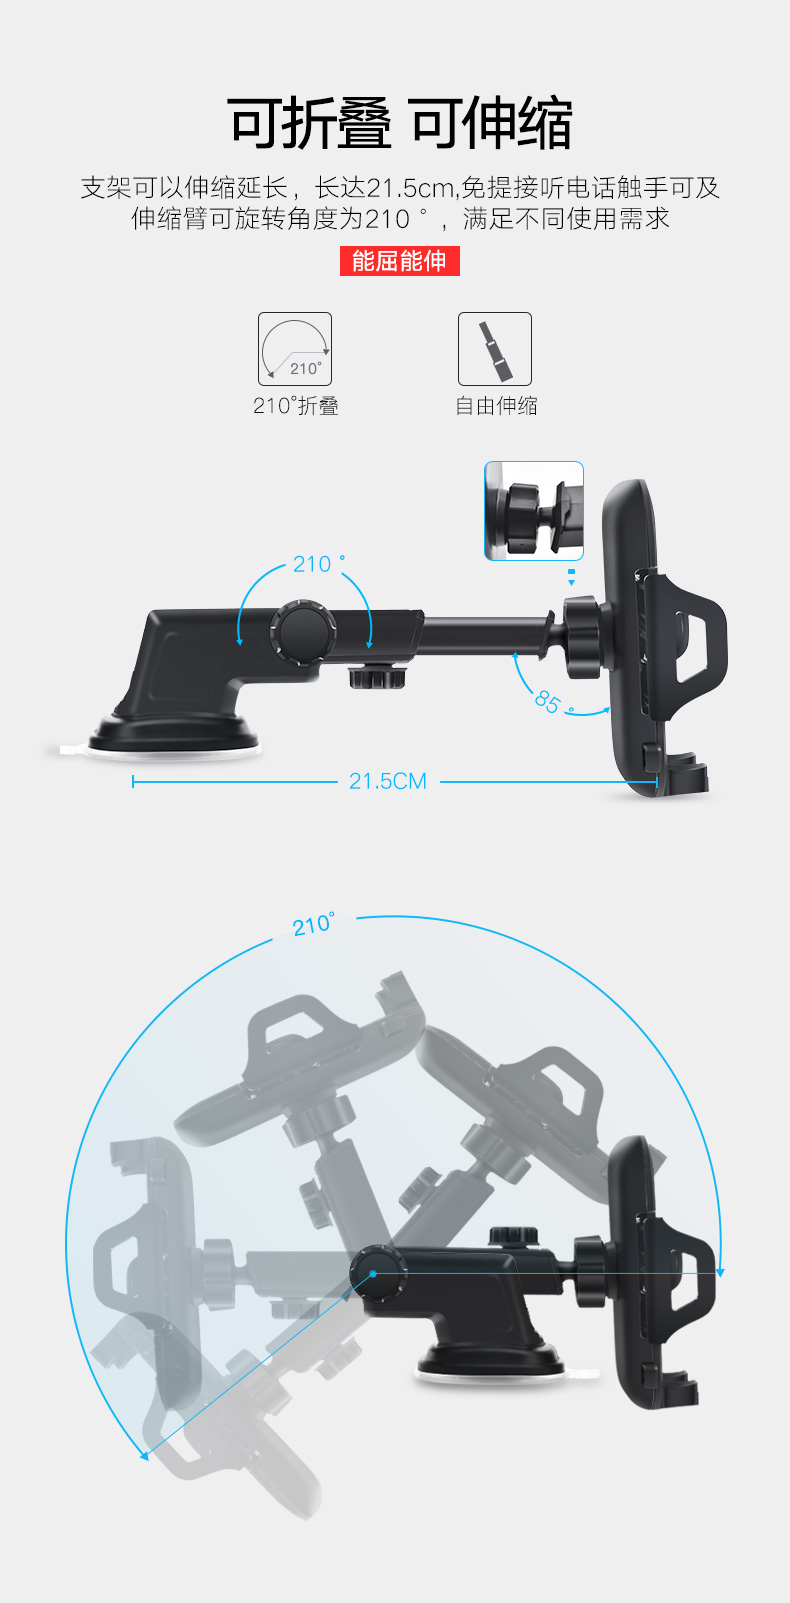 可折叠 可伸缩
支架可以伸缩延长，长达21.5cm,免提接听电话触手可及
伸缩臂可旋转角度为210 °，满足不同使用需求
能屈能伸
210°
210°折叠
自由伸缩
210 °
85 °
21.5CM
210°